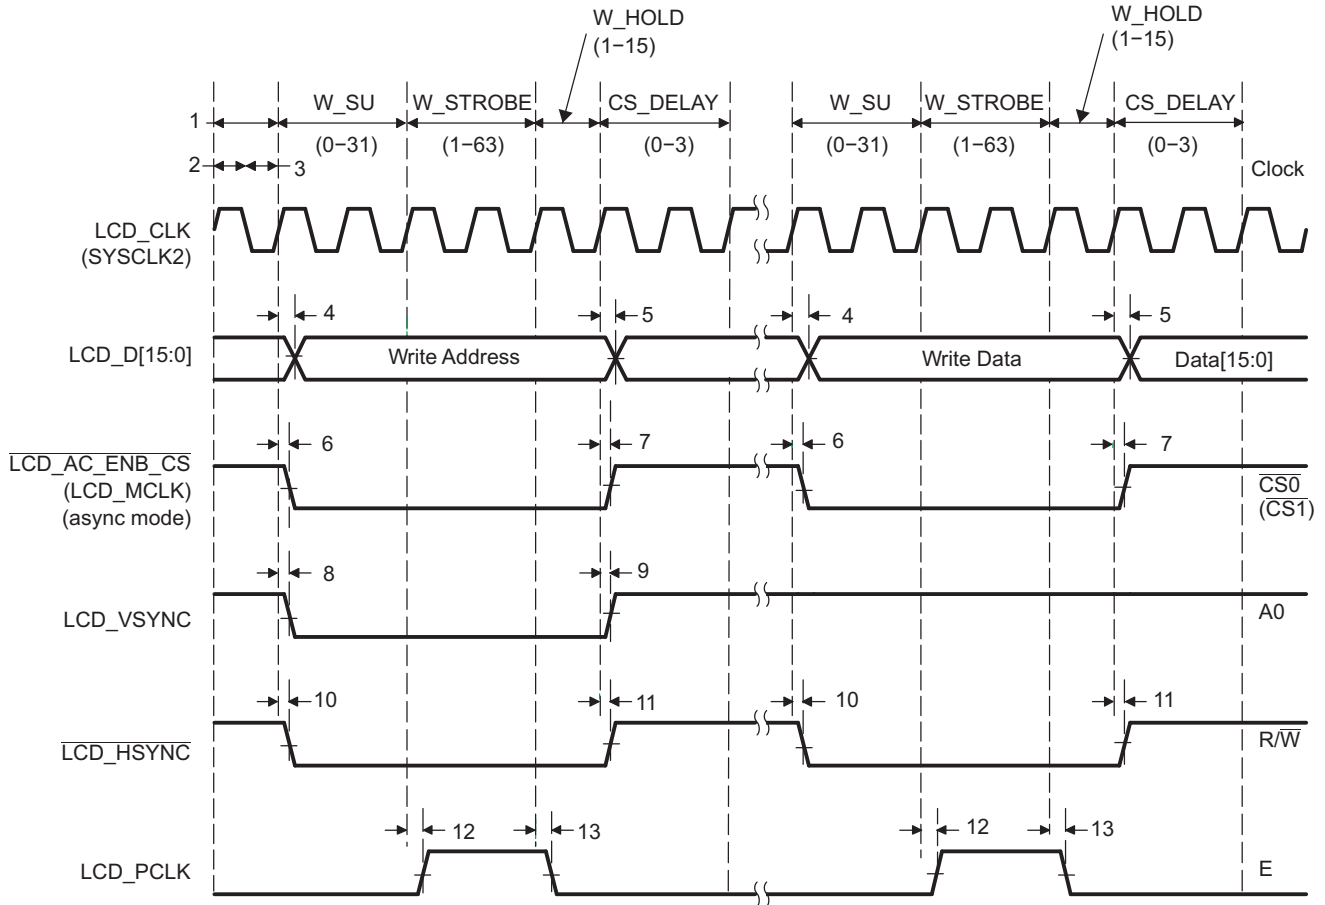 W_HOLD
(1−15)
W_HOLD
(1−15)
1
W_SU
W_STROBE
CS_DELAY
W_SU
W_STROBE
CS_DELAY
(0−31)
(1−63)
(0−3)
(0−31)
(1−63)
(0−3)
2
3
Clock
LCD_CLK
(SYSCLK2)
4
5
4
5
LCD_D[15:0]
Write Address
Write Data
Data[15:0]
6
7
6
7
LCD_AC_ENB_CS
(LCD_MCLK)
(async mode)
CS0
(CS1)
8
9
LCD_VSYNC
A0
10
11
10
11
LCD_HSYNC
R/W
12
13
12
13
LCD_PCLK
E